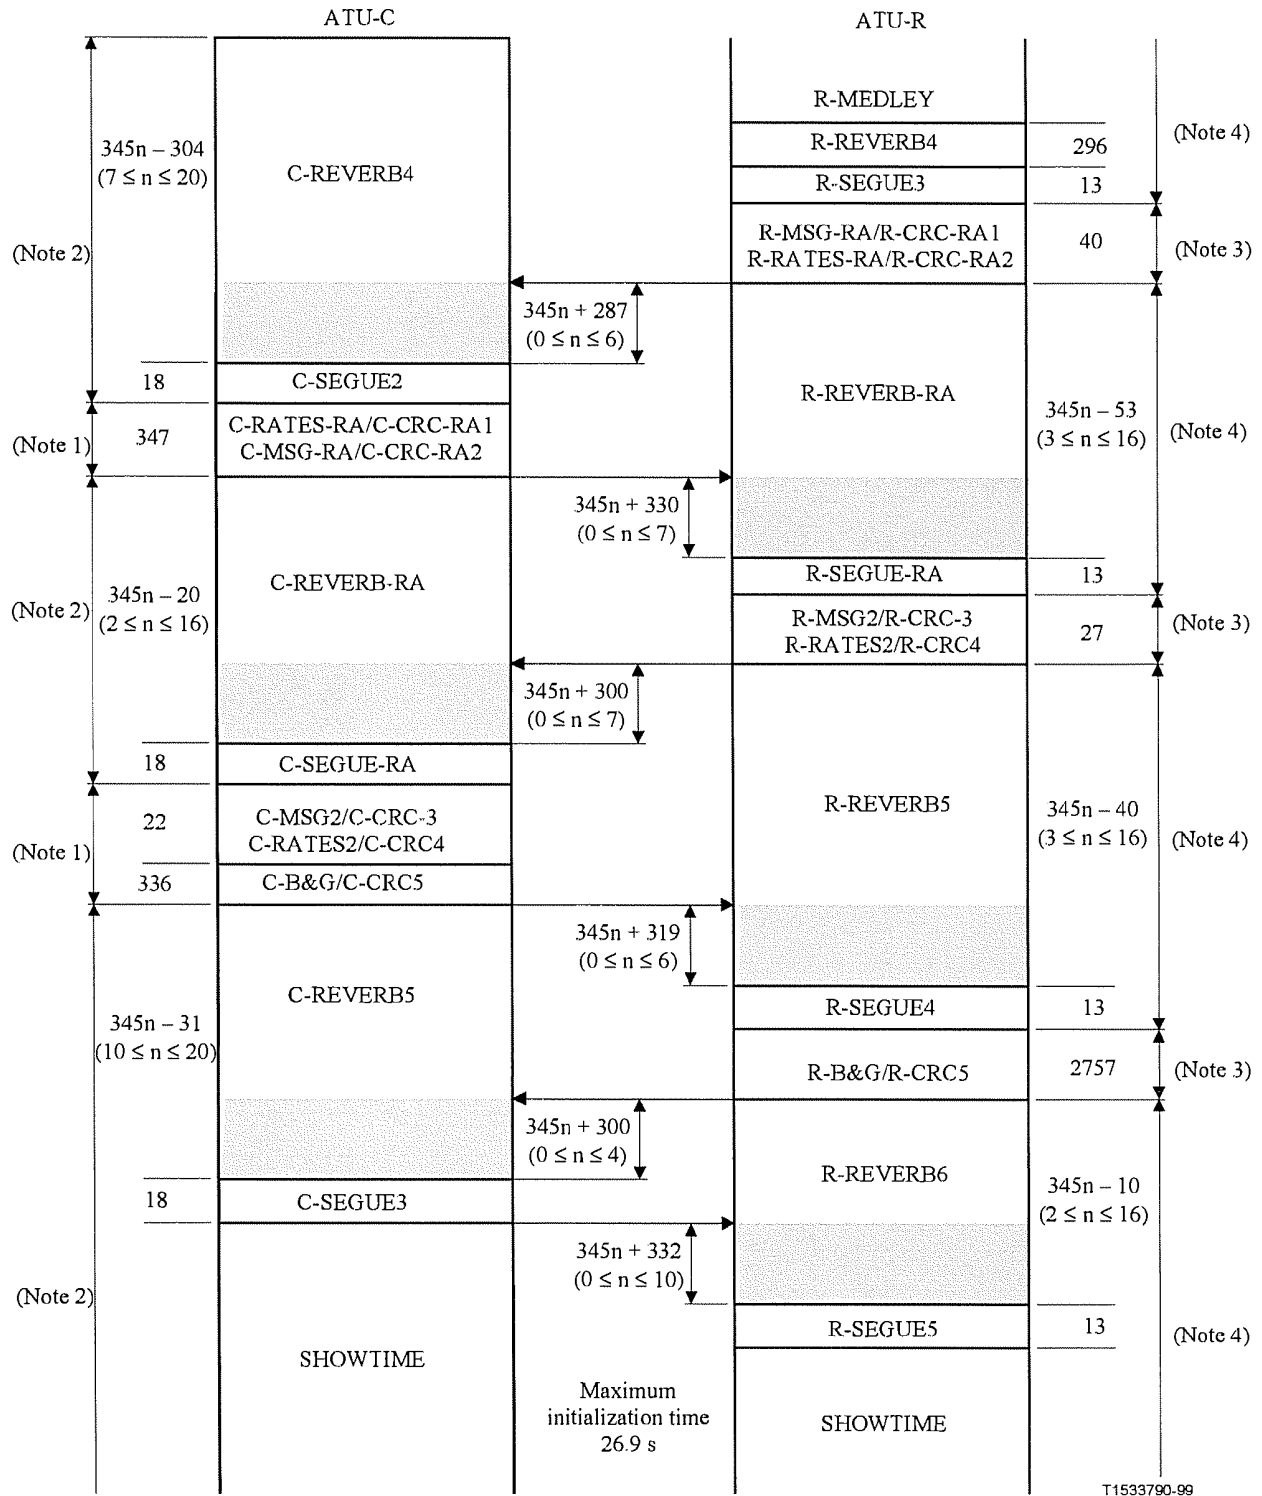 ATU-C
ATU-R
R-MEDLEY
(Note 4)
345n – 304
(7 ≤ n ≤ 20)
C-REVERB4
R-REVERB4
296
R-SEGUE3
13
(Note 2)
R-MSG-RA/R-CRC-RA1
R-RATES-RA/R-CRC-RA2
40
(Note 3)
345n + 287
(0 ≤ n ≤ 6)
18
C-SEGUE2
R-REVERB-RA
345n – 53
(3 ≤ n ≤ 16)
(Note 4)
(Note 1)
347
C-RATES-RA/C-CRC-RA1
C-MSG-RA/C-CRC-RA2
345n + 330
(0 ≤ n ≤ 7)
(Note 2)
345n – 20
(2 ≤ n ≤ 16)
C-REVERB-RA
R-SEGUE-RA
13
R-MSG2/R-CRC-3
R-RATES2/R-CRC4
27
(Note 3)
345n + 300
(0 ≤ n ≤ 7)
18
C-SEGUE-RA
R-REVERB5
345n – 40
(3 ≤ n ≤ 16)
(Note 4)
(Note 1)
22
C-MSG2/C-CRC-3
C-RATES2/C-CRC4
336
C-B&G/C-CRC5
345n + 319
(0 ≤ n ≤ 6)
C-REVERB5
345n – 31
(10 ≤ n ≤ 20)
R-SEGUE4
13
R-B&G/R-CRC5
2757
(Note 3)
345n + 300
(0 ≤ n ≤ 4)
R-REVERB6
345n – 10
(2 ≤ n ≤ 16)
18
C-SEGUE3
345n + 332
(0 ≤ n ≤ 10)
(Note 2)
R-SEGUE5
13
(Note 4)
SHOWTIME
Maximum
initialization time
26.9 s
SHOWTIME
T1533790-99